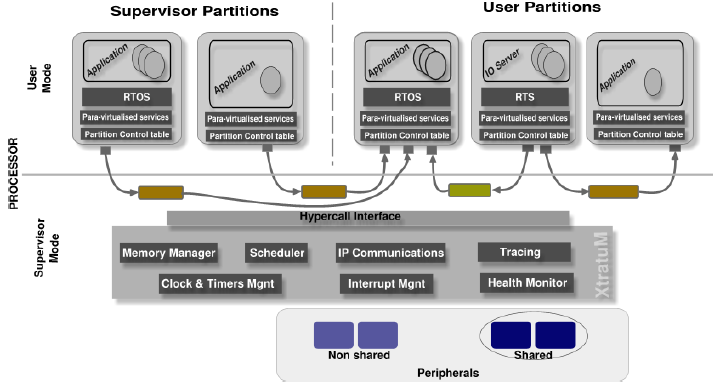 Supervisor Partitions
User Partitions
User
Mode
Application
RTOS
Para-virtualised services
Partition Control table
Application
Para-virtualised services
Partition Control table
Application
RTOS
Para-virtualised services
Partition Control table
IO Server
RTS
Para-virtualised services
Partition Control table
Application
Para-virtualised services
Partition Control table
PROCESSOR
Supervisor
Mode
Hypercall Interface
Memory Manager
Scheduler
IP Communications
Tracing
Clock & Timers Mgnt
Interrupt Mgnt
Health Monitor
XtratuM
Non shared
Shared
Peripherals